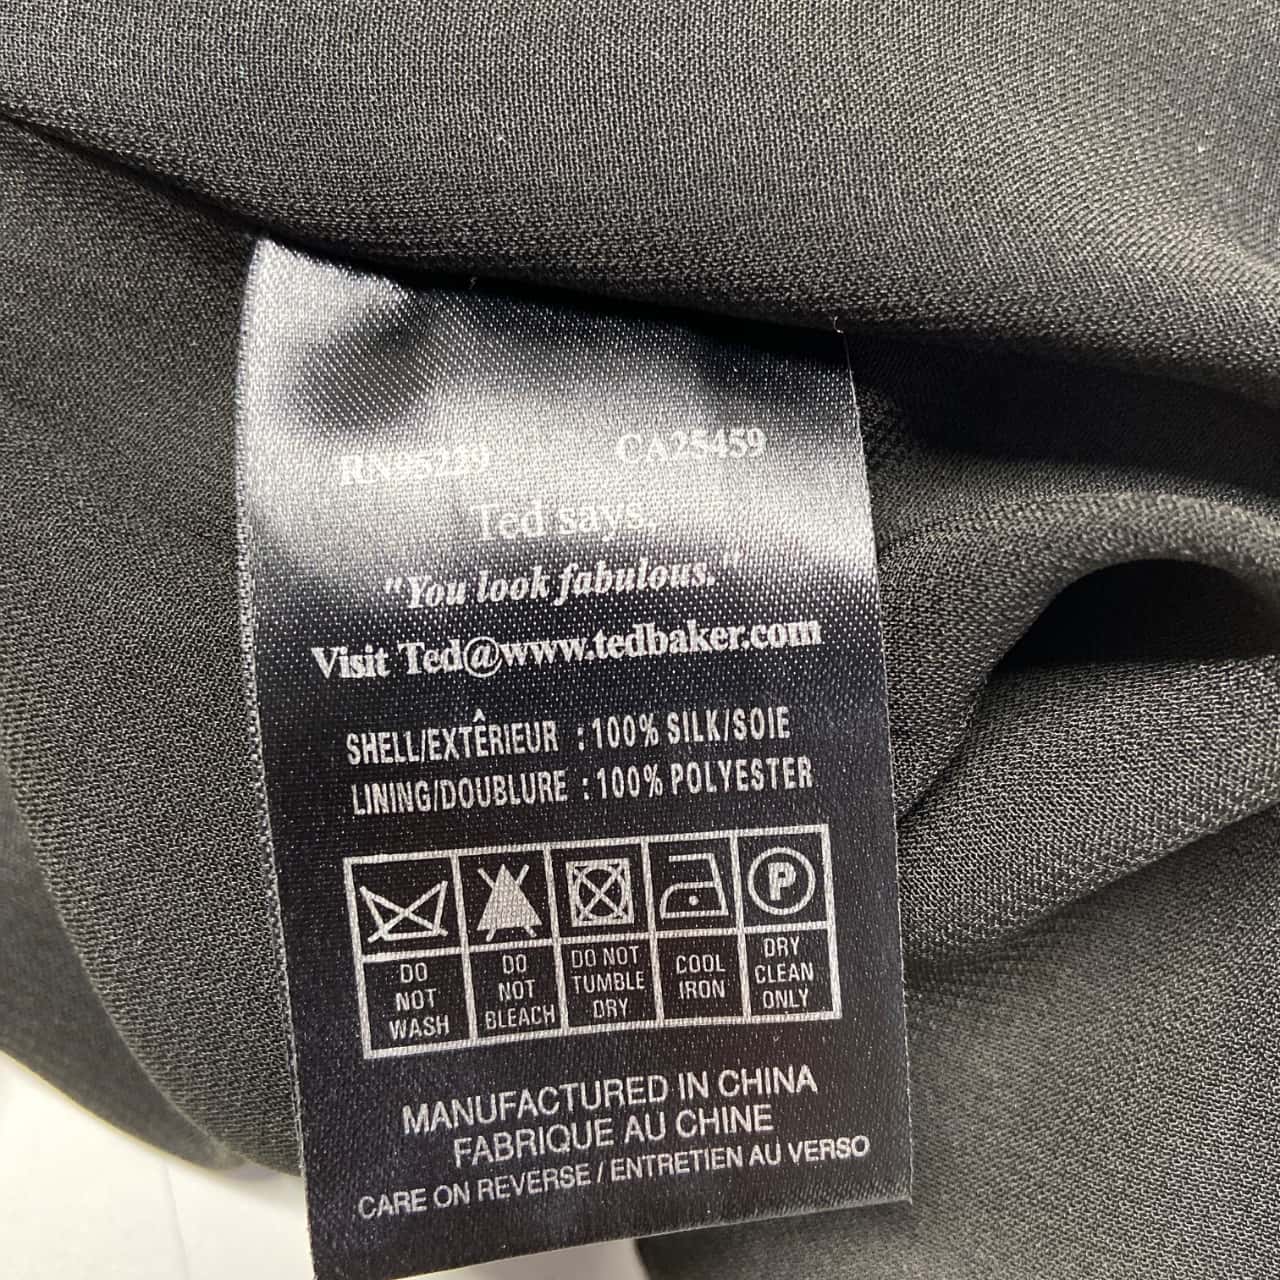 RN95229 CA25459
Ted says,
"You look fabulous."
Visit Ted@www.tedbaker.com
SHELL/EXTÊRIEUR : 100% SILK/SOIE
LINING/DOUBLURE : 100% POLYESTER
P
DO NOT WASH
DO NOT BLEACH
DO NOT TUMBLE DRY
COOL IRON
DRY CLEAN ONLY
MANUFACTURED IN CHINA
FABRIQUE AU CHINE
CARE ON REVERSE / ENTRETIEN AU VERSO